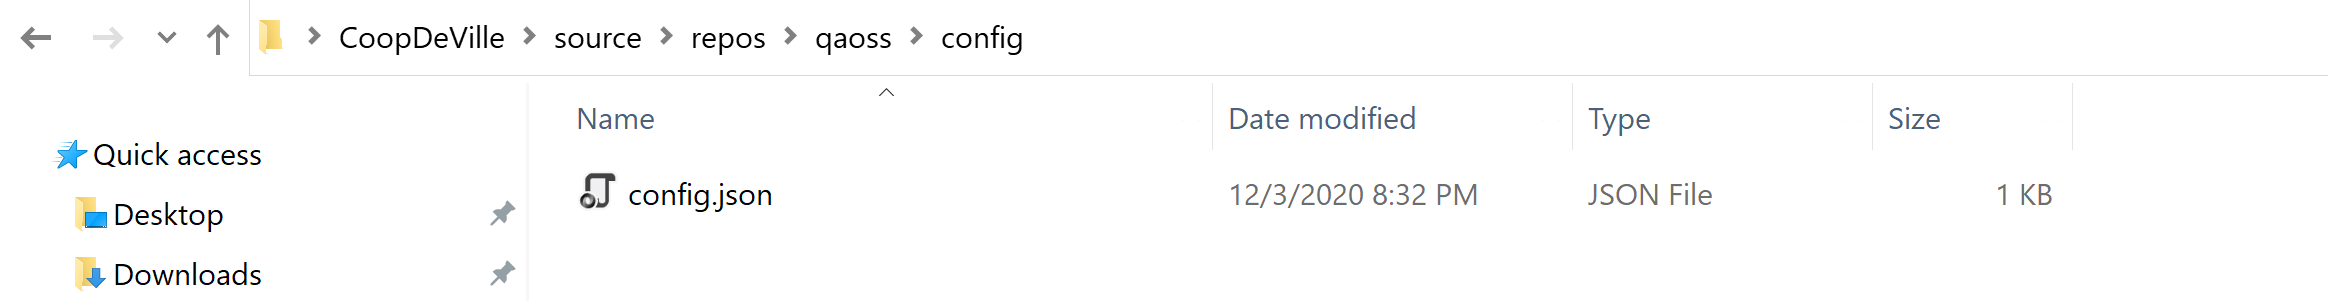 CoopDeVille source repos qaoss config
Name Date modified Type Size
Quick access
config.json 12/3/2020 8:32 PM JSON File 1 KB
Desktop
Downloads